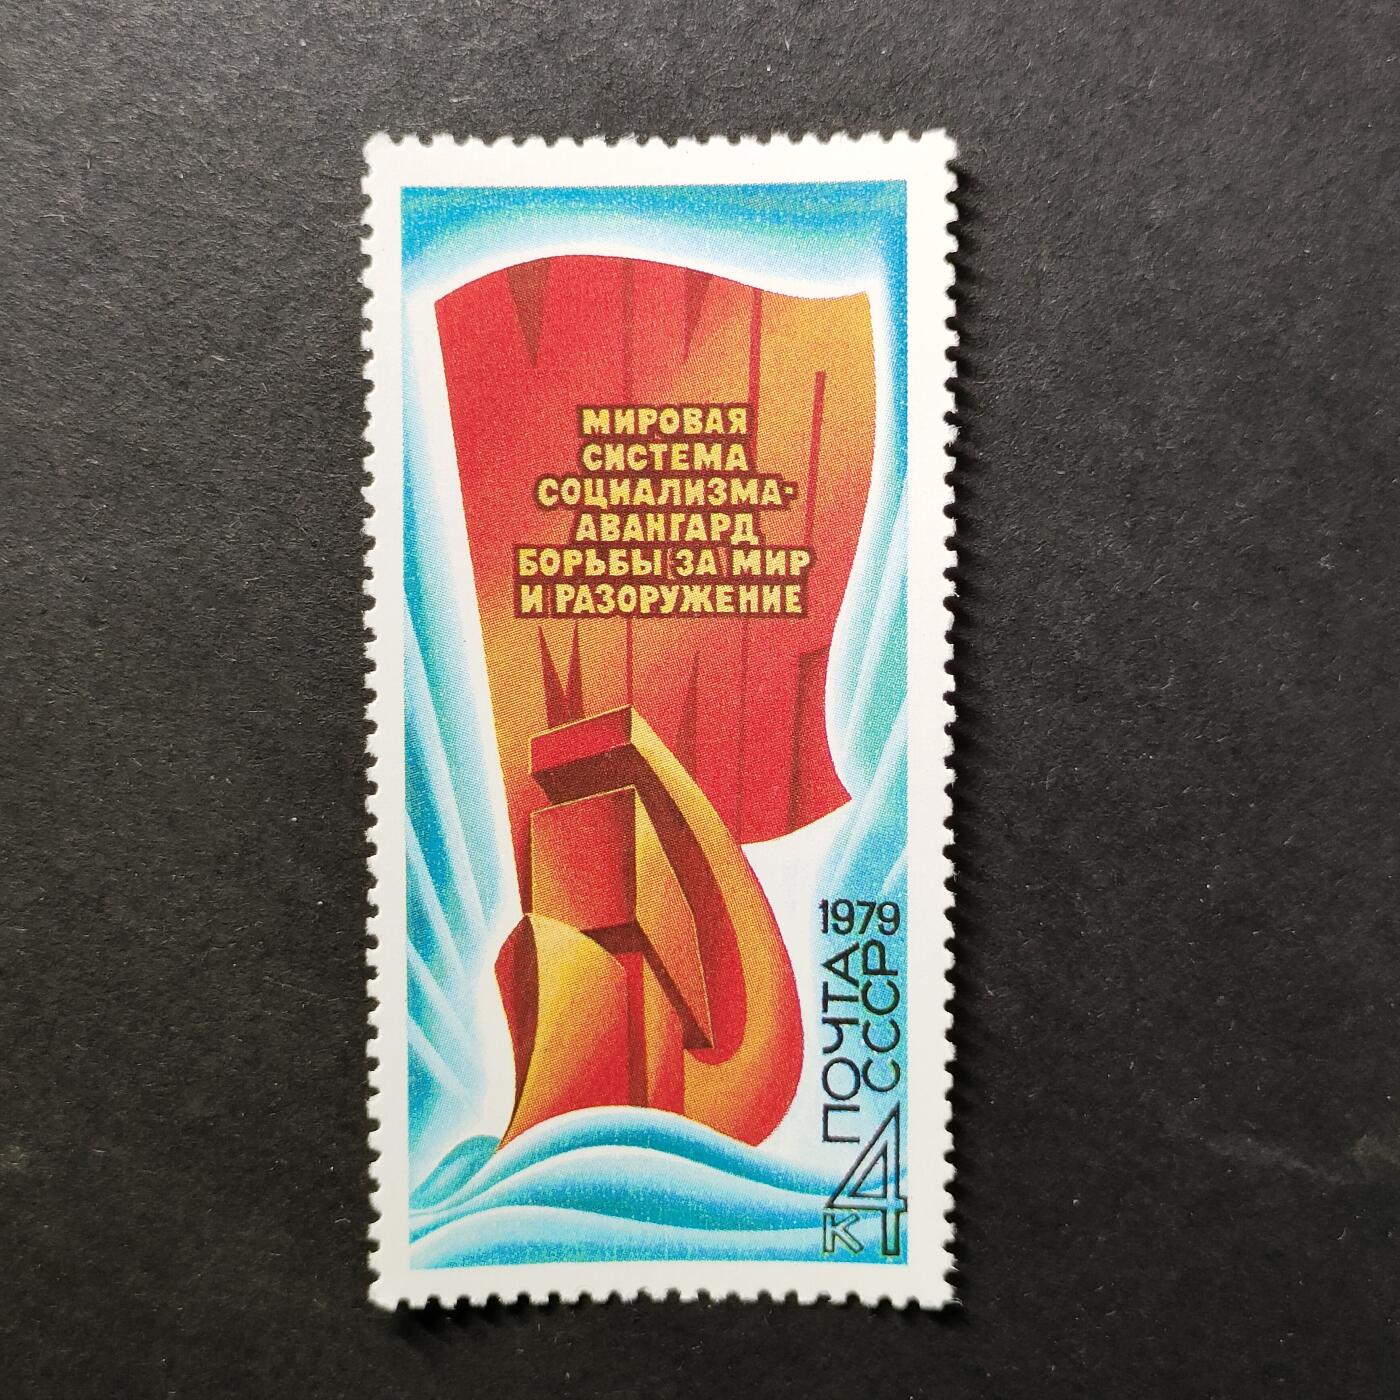 МИРОВАЯ
СИСТЕМА
СОЦИАЛИЗМА-
АВАНГАРД
БОРЬБЫ ЗА МИР
И РАЗОРУЖЕНИЕ
1979
ПОЧТА
СССР
4
К